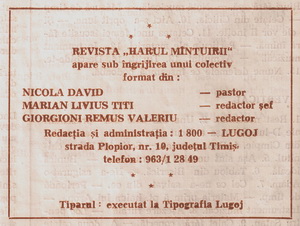 * * *
REVISTA „HARUL MÎNTUIRII"
apare sub îngrijirea unui colectiv
format din :
NICOLA DAVID — pastor
MARIAN LIVIUS TITI — redactor şef
GIORGIONI REMUS VALERIU — redactor
Redacţia şi administraţia : 1 800 — LUGOJ
strada Plopior, nr. 10, judeţul Timiş
telefon : 963/1 28 49
* * *
Tiparul : executat la Tipografia Lugoj